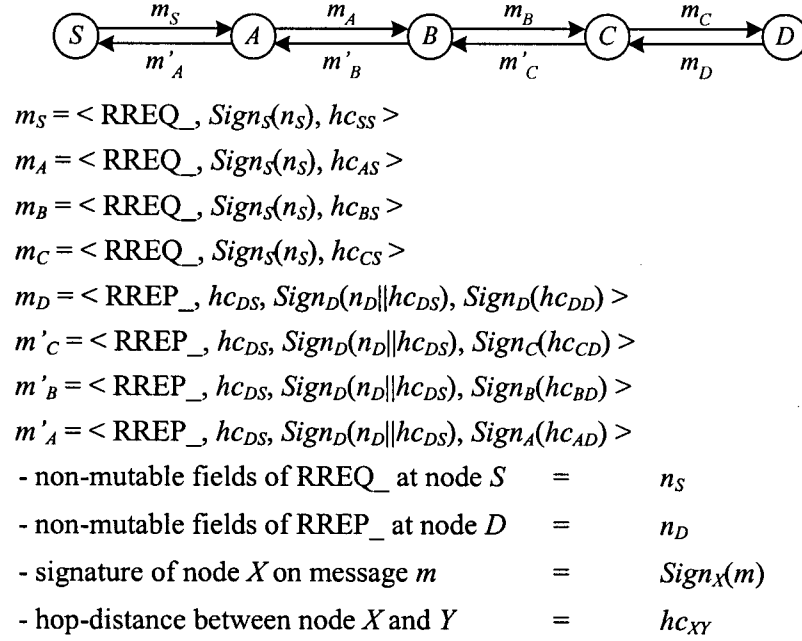 m_S m_A m_B m_C
S A B C D
m'_A m'_B m'_C m_D
m_S = < RREQ_, Sign_S(n_S), hc_SS >
m_A = < RREQ_, Sign_S(n_S), hc_AS >
m_B = < RREQ_, Sign_S(n_S), hc_BS >
m_C = < RREQ_, Sign_S(n_S), hc_CS >
m_D = < RREP_, hc_DS, Sign_D(n_D||hc_DS), Sign_D(hc_DD) >
m'_C = < RREP_, hc_DS, Sign_D(n_D||hc_DS), Sign_C(hc_CD) >
m'_B = < RREP_, hc_DS, Sign_D(n_D||hc_DS), Sign_B(hc_BD) >
m'_A = < RREP_, hc_DS, Sign_D(n_D||hc_DS), Sign_A(hc_AD) >
- non-mutable fields of RREQ_ at node S = n_S
- non-mutable fields of RREP_ at node D = n_D
- signature of node X on message m = Sign_X(m)
- hop-distance between node X and Y = hc_XY